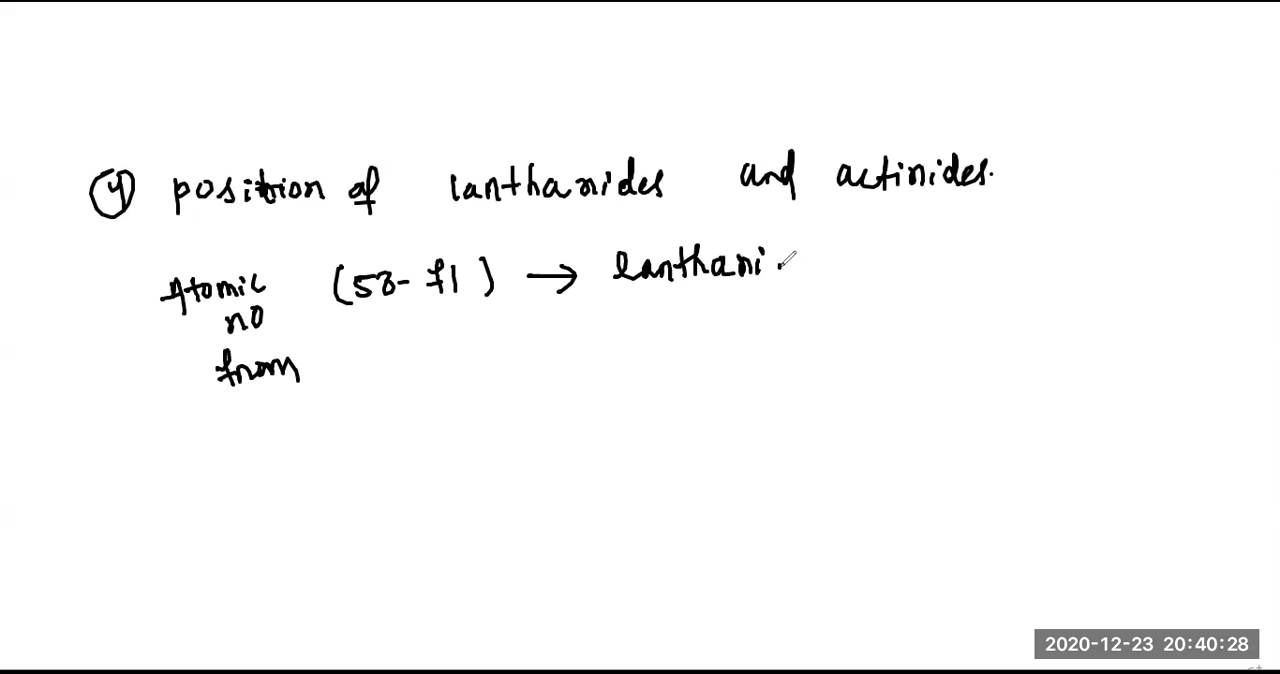 (4) position of lanthanides and actinides.
Atomic no from (58-71) → lanthani
2020-12-23 20:40:28